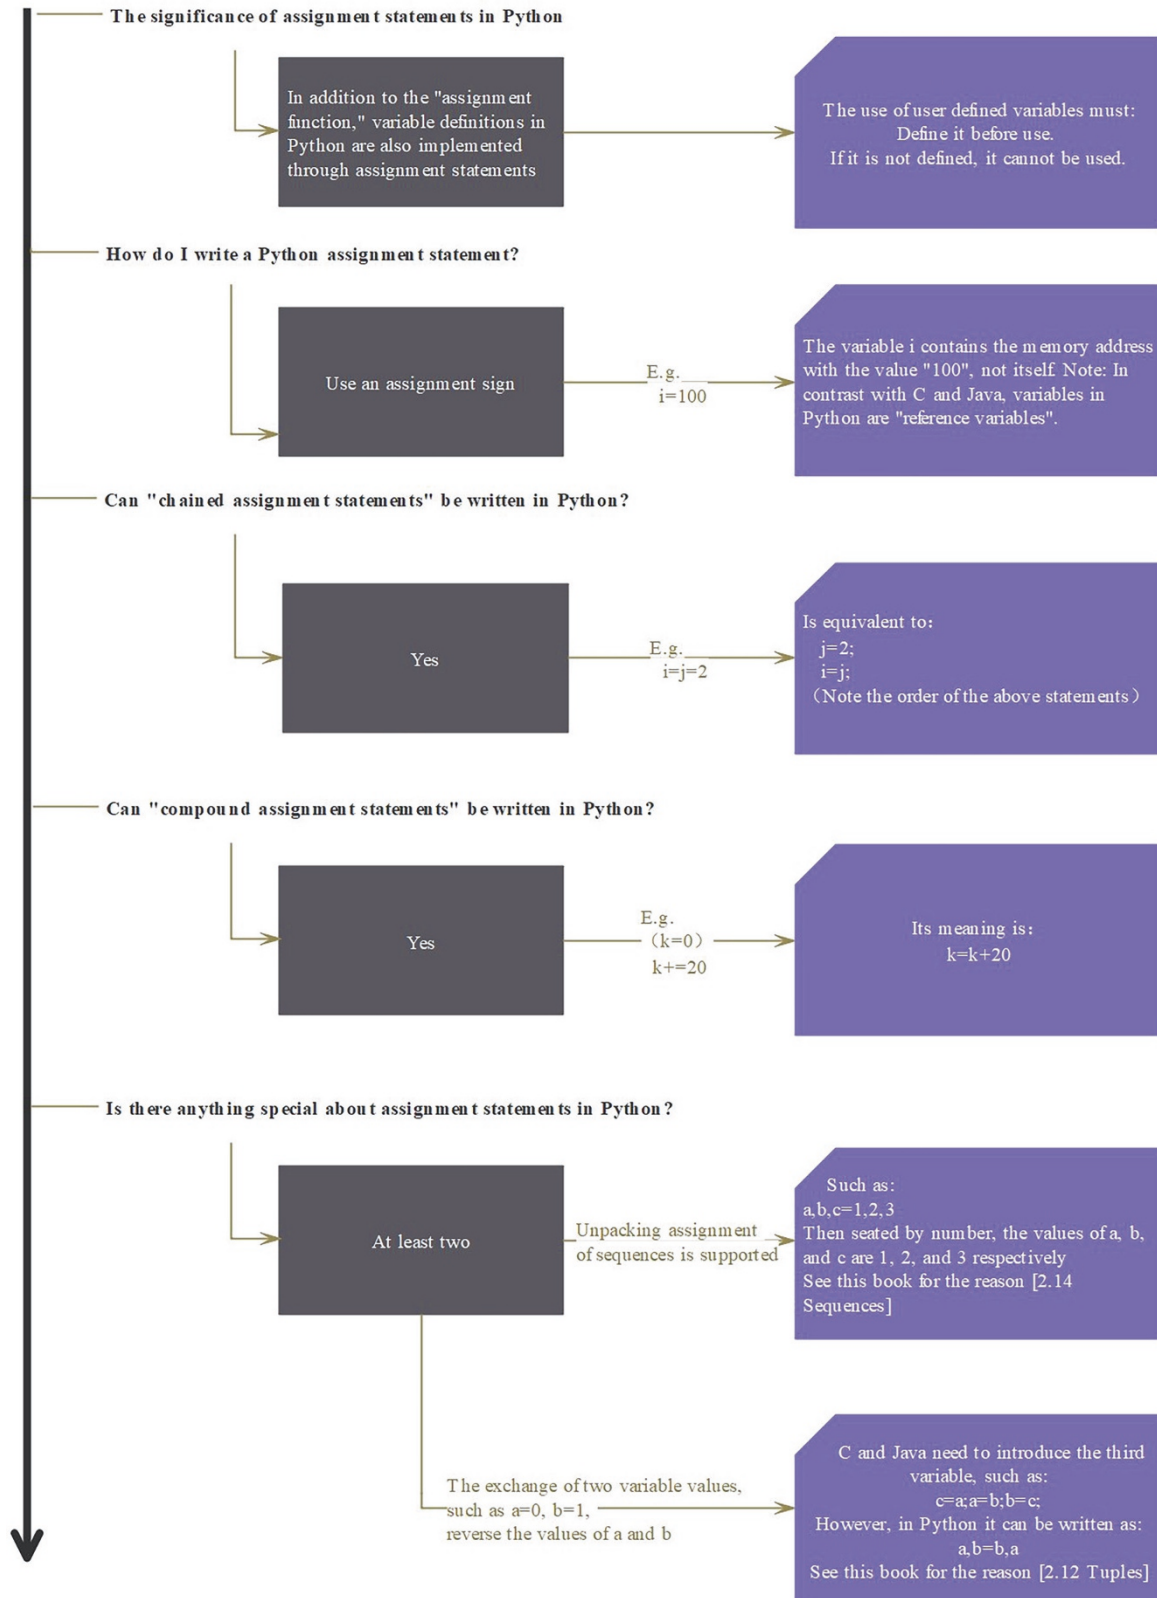 The significance of assignment statements in Python
In addition to the "assignment
function," variable definitions in
Python are also implemented
through assignment statements
The use of user defined variables must:
Define it before use.
If it is not defined, it cannot be used.
How do I write a Python assignment statement?
Use an assignment sign
E.g.
i=100
The variable i contains the memory address
with the value "100", not itself. Note: In
contrast with C and Java, variables in
Python are "reference variables".
Can "chained assignment statements" be written in Python?
Yes
E.g.
i=j=2
Is equivalent to:
j=2;
i=j;
（Note the order of the above statements）
Can "compound assignment statements" be written in Python?
Yes
E.g.
（k=0）
k+=20
Its meaning is:
k=k+20
Is there anything special about assignment statements in Python?
At least two
Unpacking assignment
of sequences is supported
Such as:
a,b,c=1,2,3
Then seated by number, the values of a, b,
and c are 1, 2, and 3 respectively
See this book for the reason [2.14
Sequences]
The exchange of two variable values,
such as a=0, b=1,
reverse the values of a and b
C and Java need to introduce the third
variable, such as:
c=a;a=b;b=c;
However, in Python it can be written as:
a,b=b,a
See this book for the reason [2.12 Tuples]